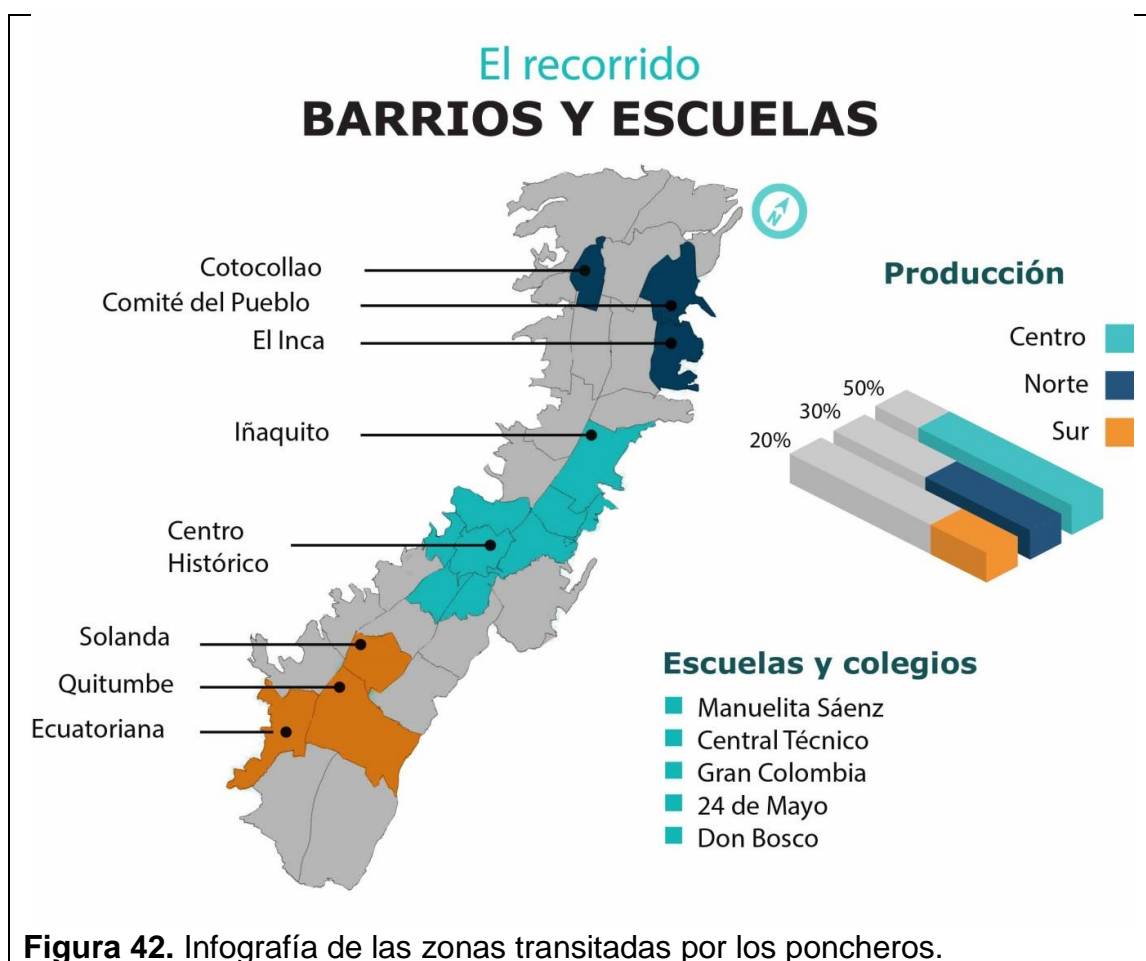 El recorrido
BARRIOS Y ESCUELAS
N
Cotocollao
Comité del Pueblo
El Inca
Iñaquito
Centro
Histórico
Solanda
Quitumbe
Ecuatoriana
Producción
Centro
Norte
Sur
50%
30%
20%
Escuelas y colegios
Manuelita Sáenz
Central Técnico
Gran Colombia
24 de Mayo
Don Bosco
Figura 42. Infografía de las zonas transitadas por los poncheros.